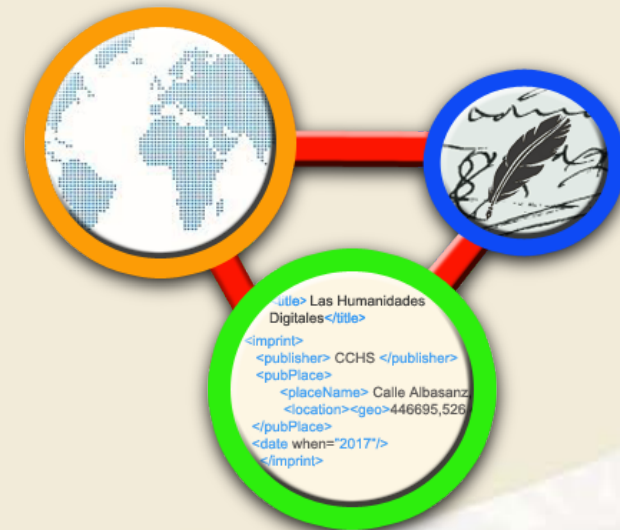 <title> Las Humanidades
Digitales</title>
<imprint>
<publisher> CCHS </publisher>
<pubPlace>
<placeName> Calle Albasanz,
<location><geo>446695,526
</pubPlace>
<date when="2017"/>
</imprint>